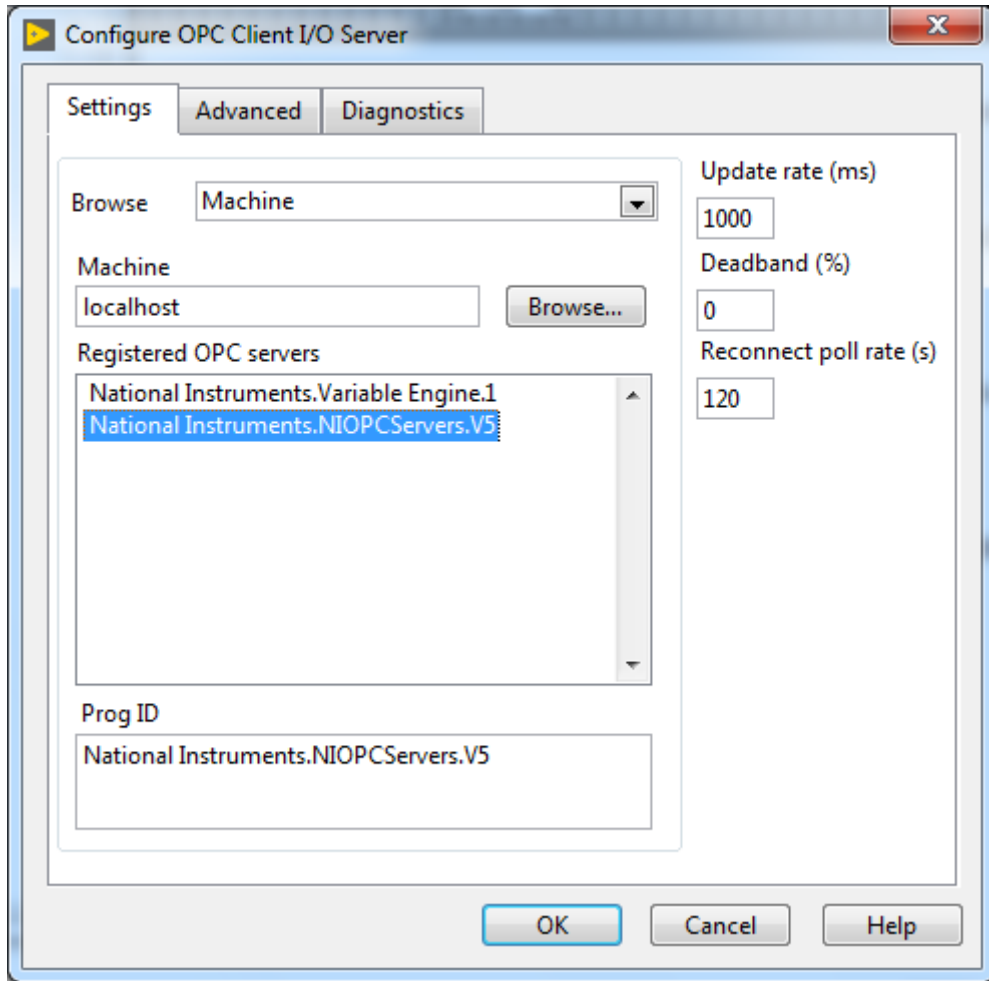 Configure OPC Client I/O Server
Settings
Advanced
Diagnostics
Browse
Machine
Machine
localhost
Browse...
Registered OPC servers
National Instruments.Variable Engine.1
National Instruments.NIOPCServers.V5
Prog ID
National Instruments.NIOPCServers.V5
Update rate (ms)
1000
Deadband (%)
0
Reconnect poll rate (s)
120
OK
Cancel
Help